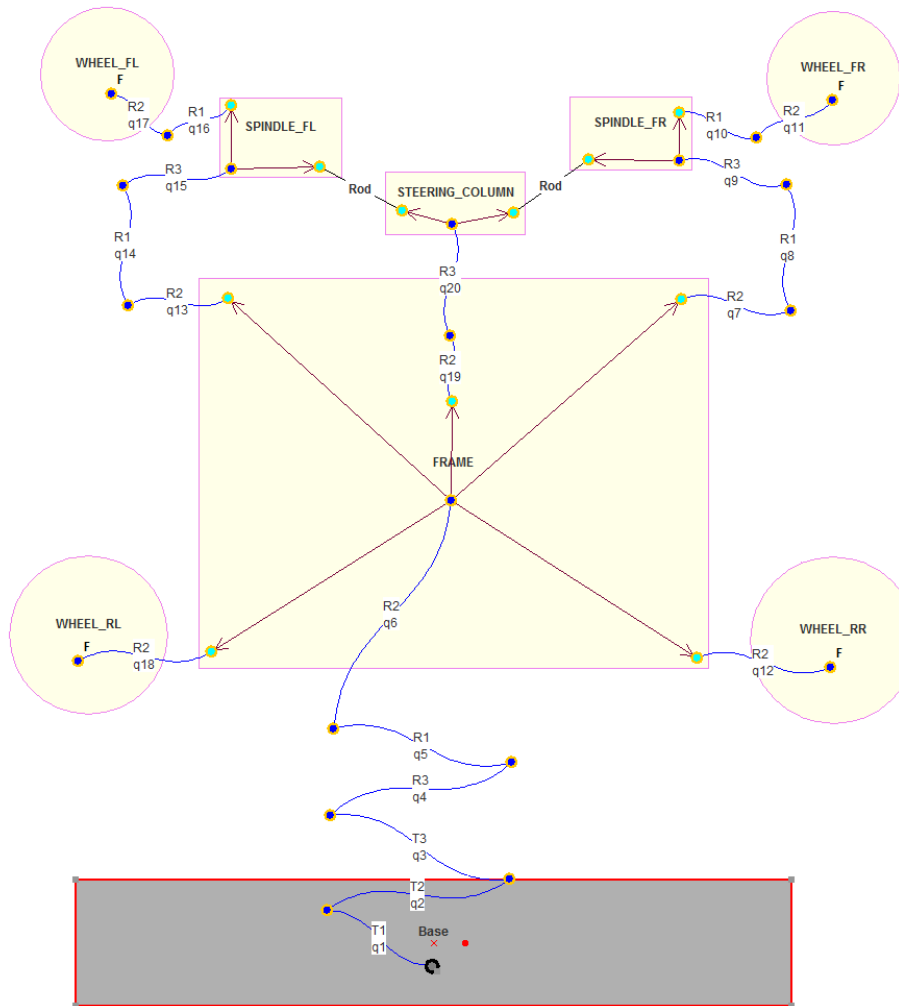 WHEEL_FL
F
R2
q17
R1
q16
SPINDLE_FL
R3
q15
R1
q14
R2
q13
Rod
STEERING_COLUMN
Rod
SPINDLE_FR
R1
q10
R2
q11
WHEEL_FR
F
R3
q9
R1
q8
R2
q7
R3
q20
R2
q19
FRAME
WHEEL_RL
F
R2
q18
R2
q6
R2
q12
WHEEL_RR
F
R1
q5
R3
q4
T3
q3
T2
q2
T1
q1
Base